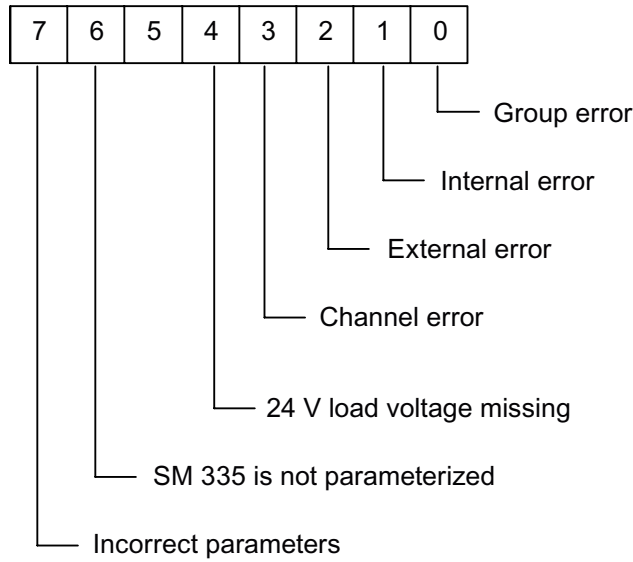 7 6 5 4 3 2 1 0
Group error
Internal error
External error
Channel error
24 V load voltage missing
SM 335 is not parameterized
Incorrect parameters